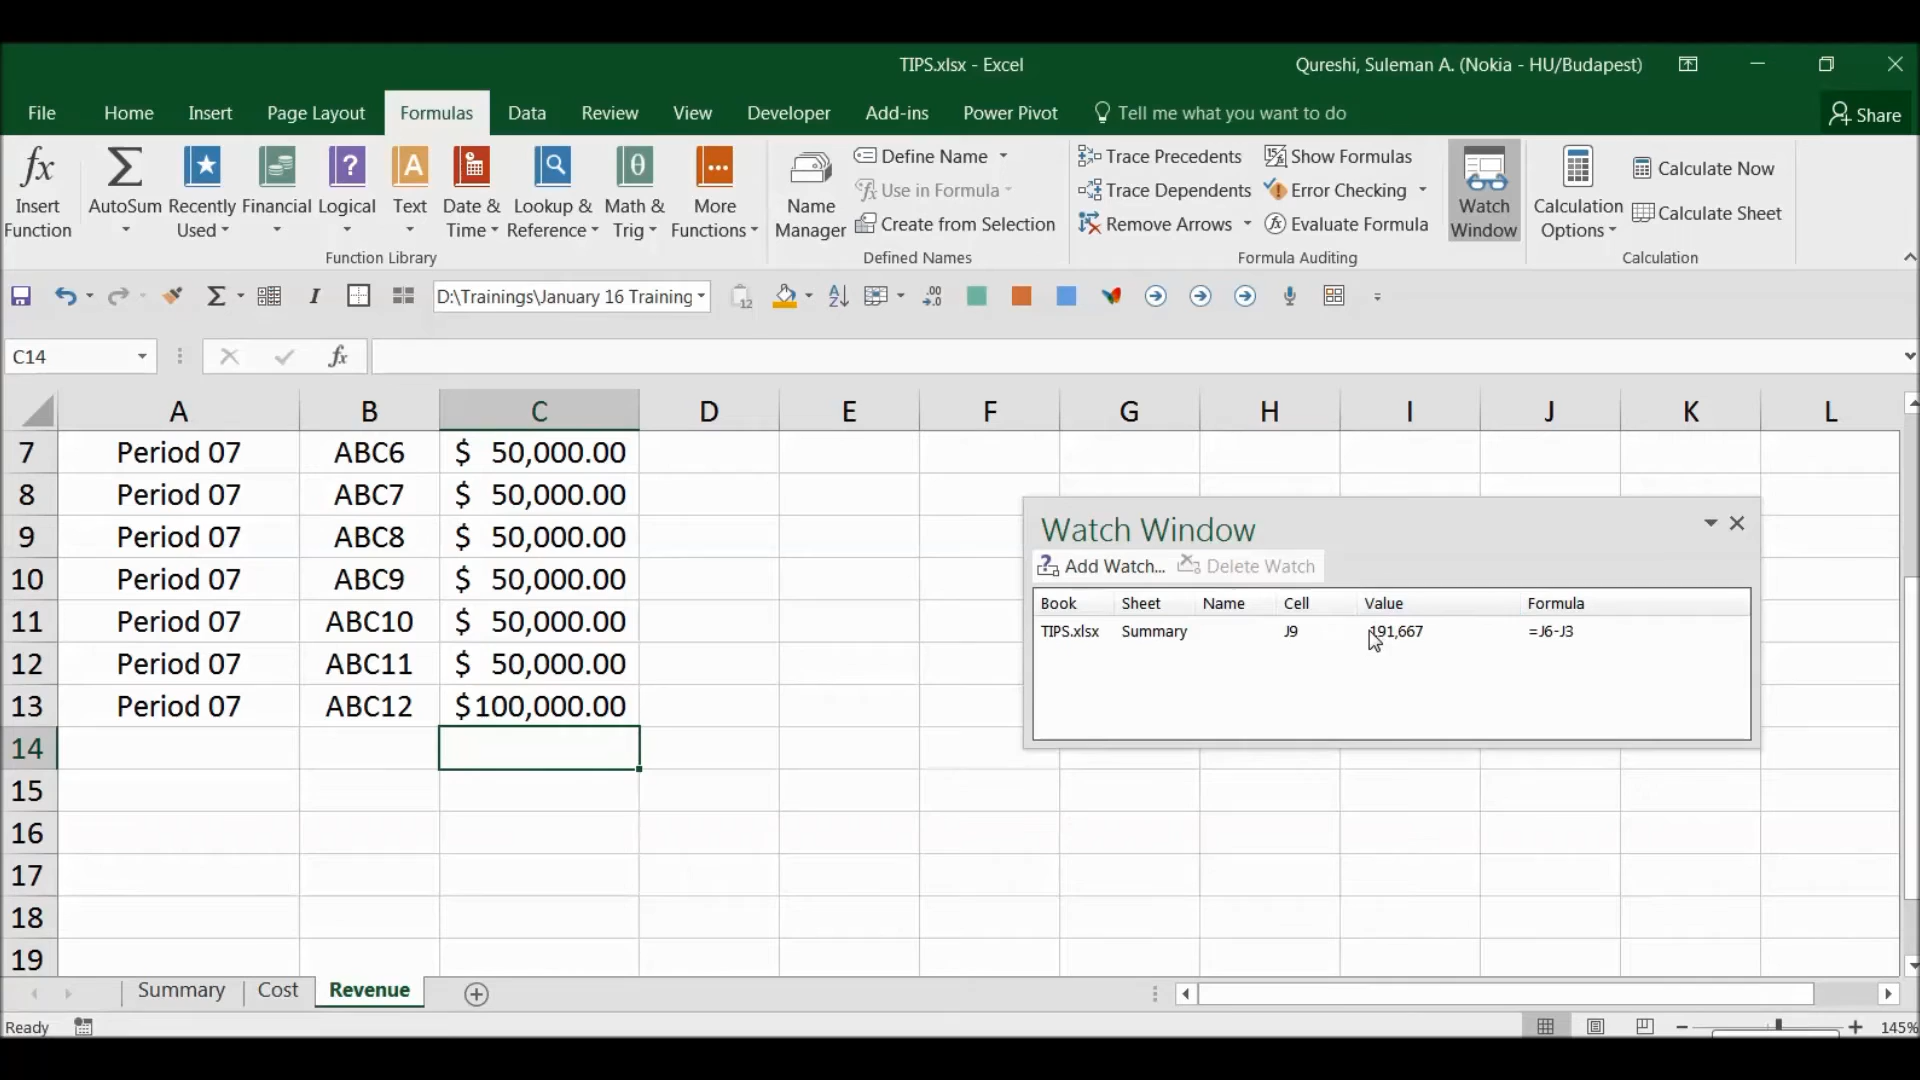 TIPS.xlsx - Excel
Qureshi, Suleman A. (Nokia - HU/Budapest)
File Home Insert Page Layout Formulas Data Review View Developer Add-ins Power Pivot Tell me what you want to do Share
Insert Function
AutoSum
Recently Used
Financial
Logical
Text
Date & Time
Lookup & Reference
Math & Trig
More Functions
Function Library
Name Manager
Define Name
Use in Formula
Create from Selection
Defined Names
Trace Precedents
Trace Dependents
Remove Arrows
Show Formulas
Error Checking
Evaluate Formula
Formula Auditing
Watch Window
Calculation Options
Calculate Now
Calculate Sheet
Calculation
D:\Trainings\January 16 Training
C14
fx
A B C D E F G H I J K L
7 Period 07 ABC6 $ 50,000.00
8 Period 07 ABC7 $ 50,000.00
9 Period 07 ABC8 $ 50,000.00
10 Period 07 ABC9 $ 50,000.00
11 Period 07 ABC10 $ 50,000.00
12 Period 07 ABC11 $ 50,000.00
13 Period 07 ABC12 $100,000.00
14
15
16
17
18
19
Watch Window
Add Watch... Delete Watch
Book Sheet Name Cell Value Formula
TIPS.xlsx Summary J9 191,667 =J6-J3
Summary Cost Revenue
Ready
145%